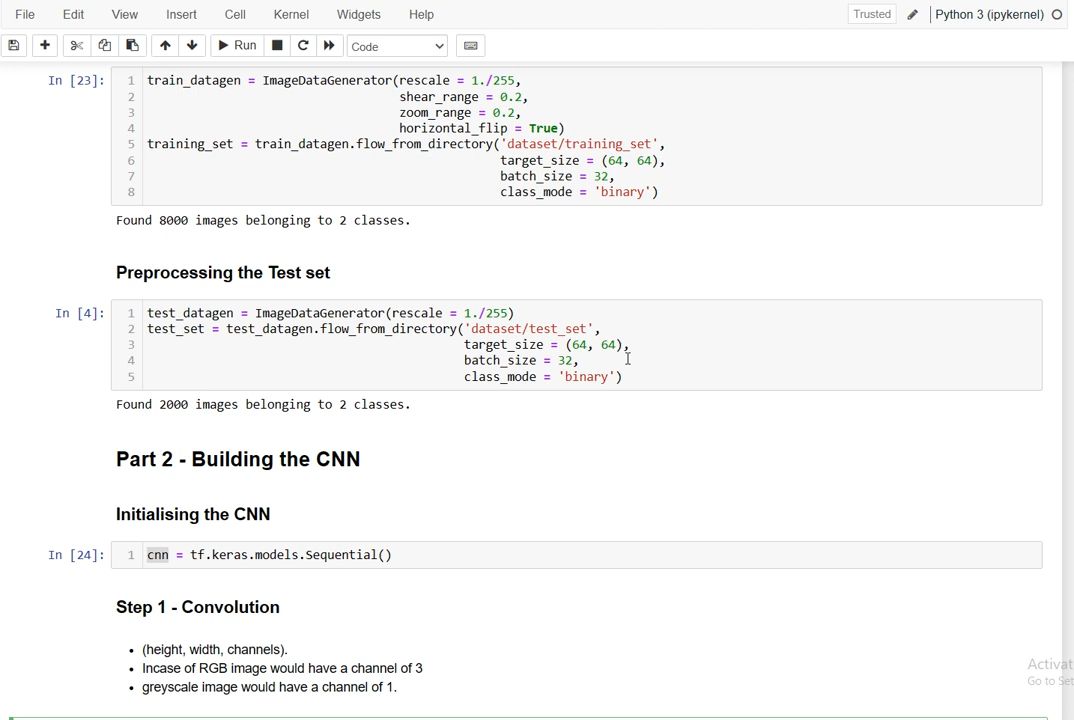 File Edit View Insert Cell Kernel Widgets Help Trusted Python 3 (ipykernel)
Run Code
In [23]:
1 train_datagen = ImageDataGenerator(rescale = 1./255,
2 shear_range = 0.2,
3 zoom_range = 0.2,
4 horizontal_flip = True)
5 training_set = train_datagen.flow_from_directory('dataset/training_set',
6 target_size = (64, 64),
7 batch_size = 32,
8 class_mode = 'binary')
Found 8000 images belonging to 2 classes.
Preprocessing the Test set
In [4]:
1 test_datagen = ImageDataGenerator(rescale = 1./255)
2 test_set = test_datagen.flow_from_directory('dataset/test_set',
3 target_size = (64, 64),
4 batch_size = 32,
5 class_mode = 'binary')
Found 2000 images belonging to 2 classes.
Part 2 - Building the CNN
Initialising the CNN
In [24]: 1 cnn = tf.keras.models.Sequential()
Step 1 - Convolution
• (height, width, channels).
• Incase of RGB image would have a channel of 3
• greyscale image would have a channel of 1.
Activat
Go to Set